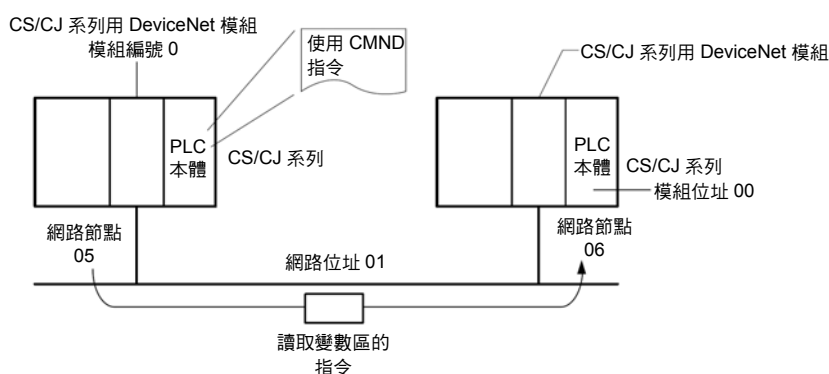 CS/CJ 系列用 DeviceNet 模組
模組編號 0
使用 CMND
指令
PLC
本體
CS/CJ 系列
網路節點
05
CS/CJ 系列用 DeviceNet 模組
PLC
本體
CS/CJ 系列
模組位址 00
網路節點
06
網路位址 01
讀取變數區的
指令